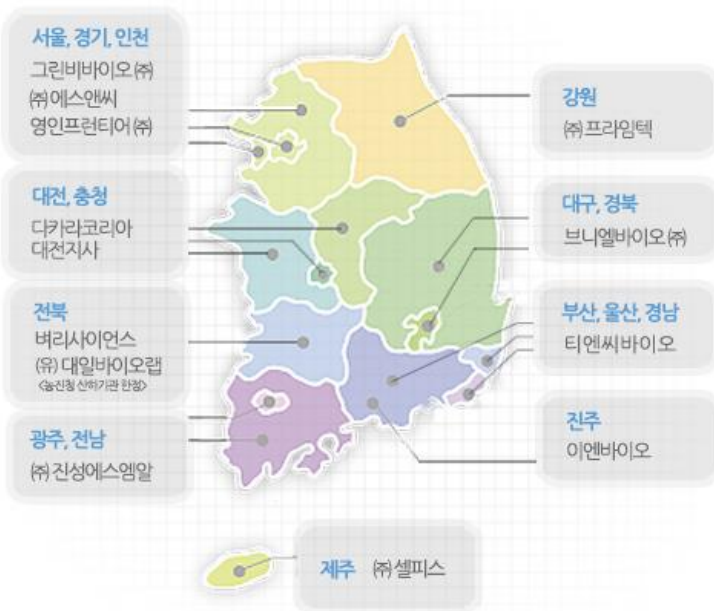 서울, 경기, 인천
그린비바이오 ㈜
㈜ 에스앤씨
영인프런티어 ㈜
대전, 충청
다카라코리아
대전지사
전북
벼리사이언스
(유) 대일바이오랩
<농진청 산하기관 한정>
광주, 전남
㈜ 진성에스엠알
강원
㈜ 프라임텍
대구, 경북
브니엘바이오 ㈜
부산, 울산, 경남
티엔씨바이오
진주
이엔바이오
제주 ㈜ 셀피스